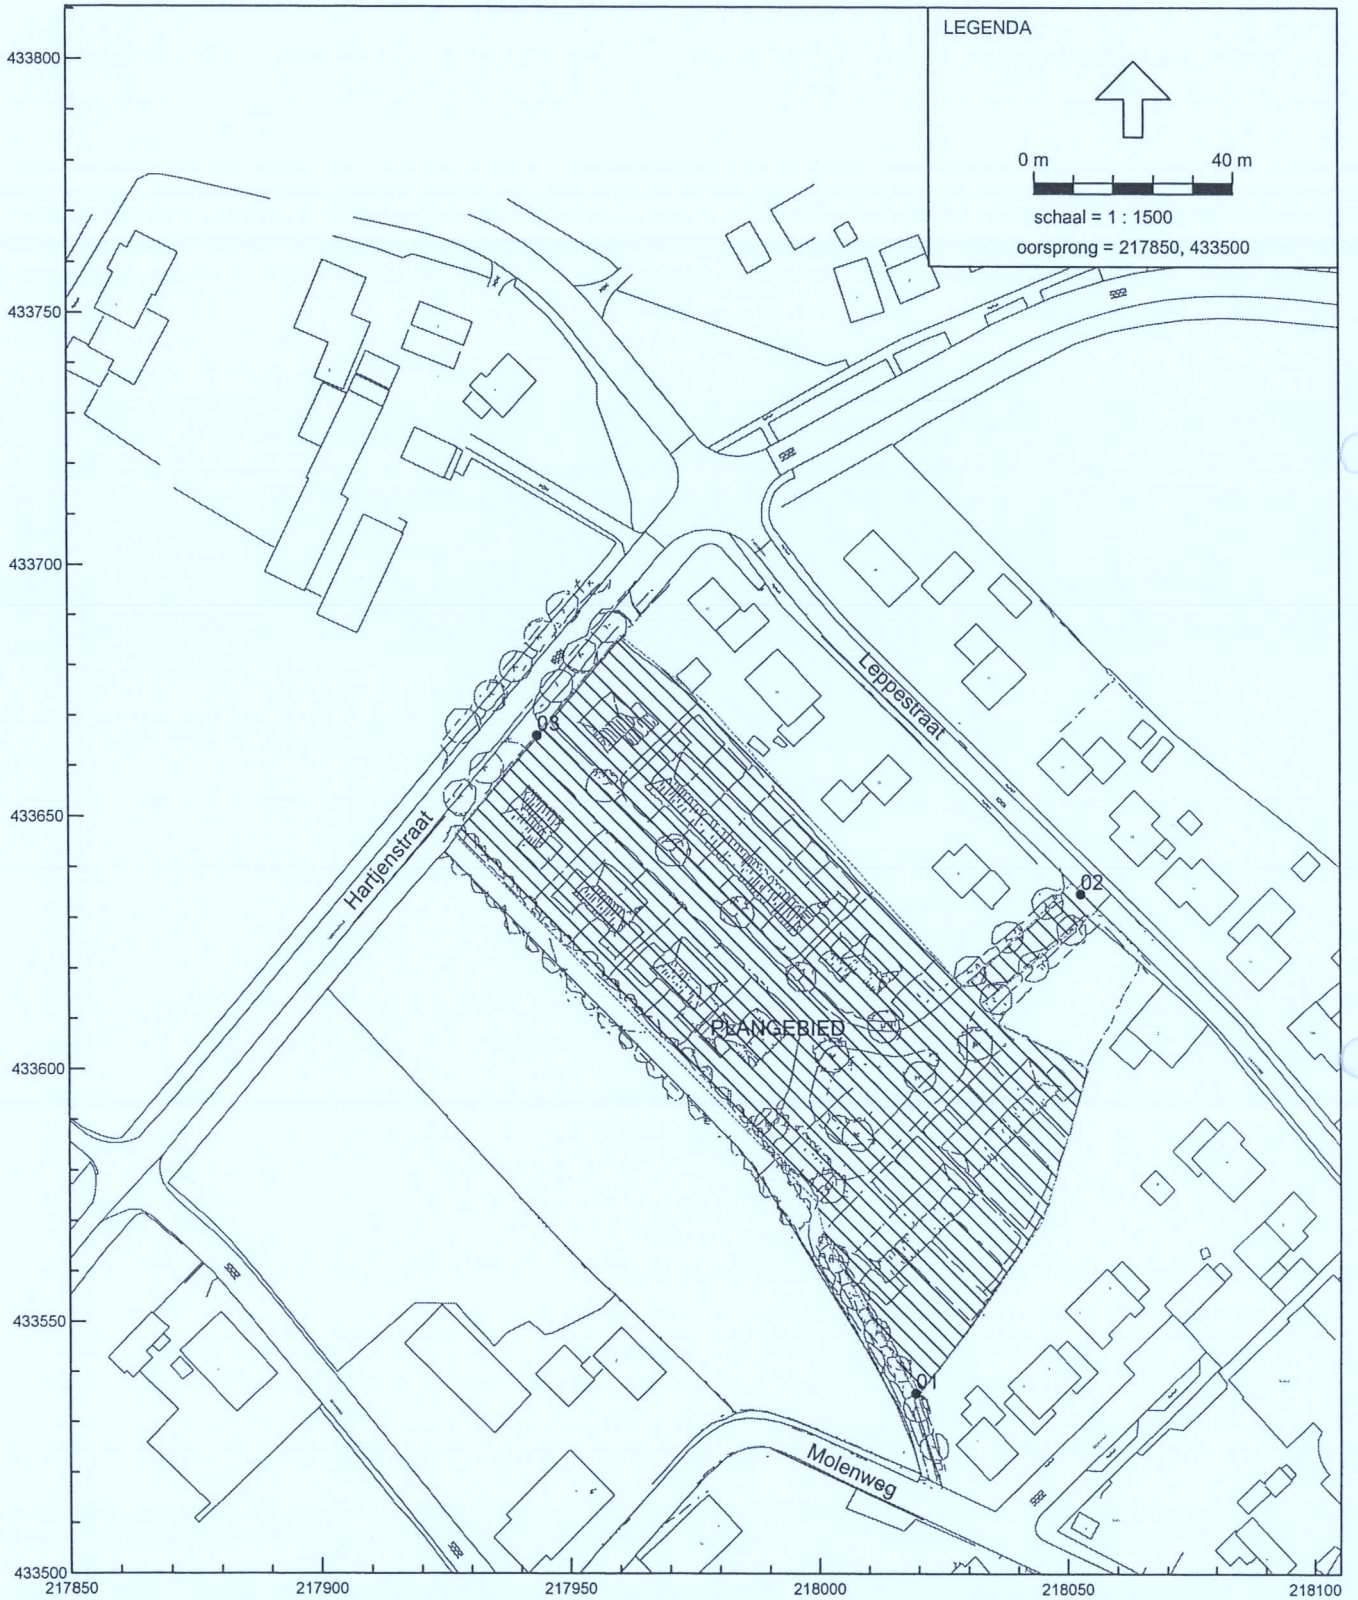 LEGENDA
0 m 40 m
schaal = 1 : 1500
oorsprong = 217850, 433500
433800
433750
433700
433650
433600
433550
433500
03
Leppestraat
Hartjenstraat
02
PLANGEBIED
01
Molenweg
217850 217900 217950 218000 218050 218100